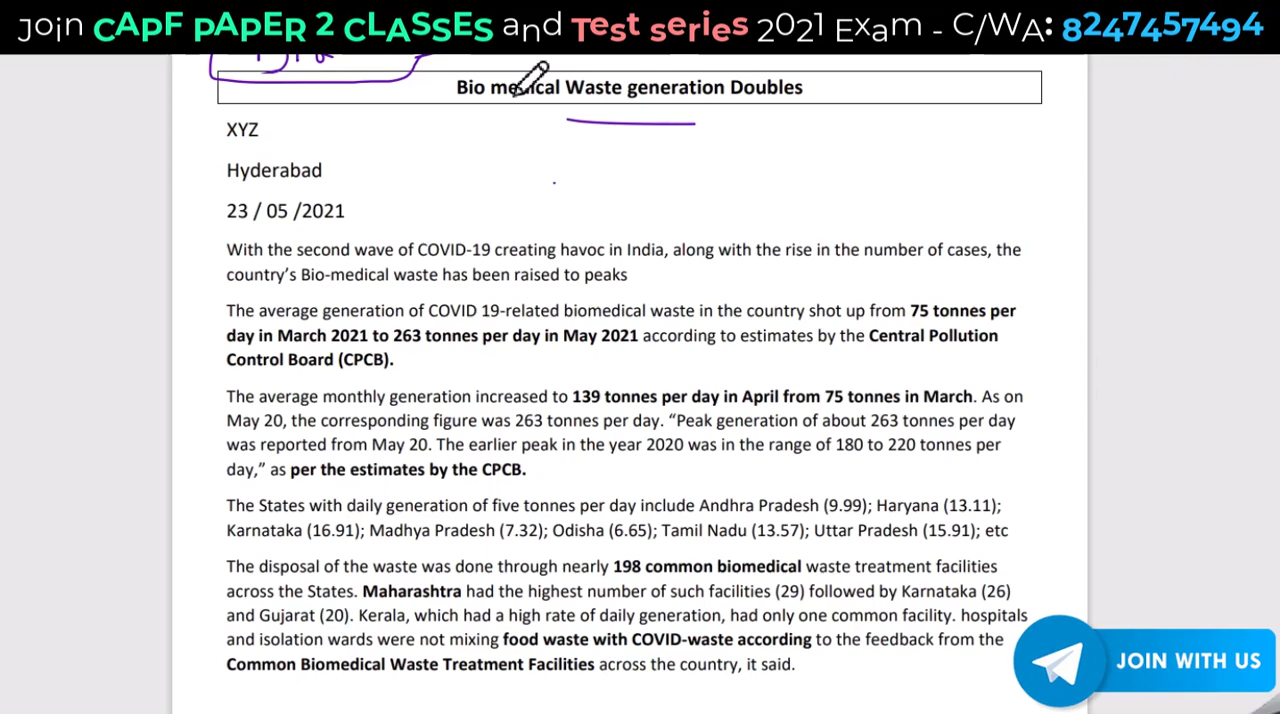 Join CAPF PAPER 2 CLASSES and Test series 2021 Exam - C/WA: 8247457494
Bio medical Waste generation Doubles
XYZ
Hyderabad
23 / 05 /2021
With the second wave of COVID-19 creating havoc in India, along with the rise in the number of cases, the
country's Bio-medical waste has been raised to peaks
The average generation of COVID 19-related biomedical waste in the country shot up from 75 tonnes per
day in March 2021 to 263 tonnes per day in May 2021 according to estimates by the Central Pollution
Control Board (CPCB).
The average monthly generation increased to 139 tonnes per day in April from 75 tonnes in March. As on
May 20, the corresponding figure was 263 tonnes per day. “Peak generation of about 263 tonnes per day
was reported from May 20. The earlier peak in the year 2020 was in the range of 180 to 220 tonnes per
day,” as per the estimates by the CPCB.
The States with daily generation of five tonnes per day include Andhra Pradesh (9.99); Haryana (13.11);
Karnataka (16.91); Madhya Pradesh (7.32); Odisha (6.65); Tamil Nadu (13.57); Uttar Pradesh (15.91); etc
The disposal of the waste was done through nearly 198 common biomedical waste treatment facilities
across the States. Maharashtra had the highest number of such facilities (29) followed by Karnataka (26)
and Gujarat (20). Kerala, which had a high rate of daily generation, had only one common facility. hospitals
and isolation wards were not mixing food waste with COVID-waste according to the feedback from the
Common Biomedical Waste Treatment Facilities across the country, it said.
JOIN WITH US